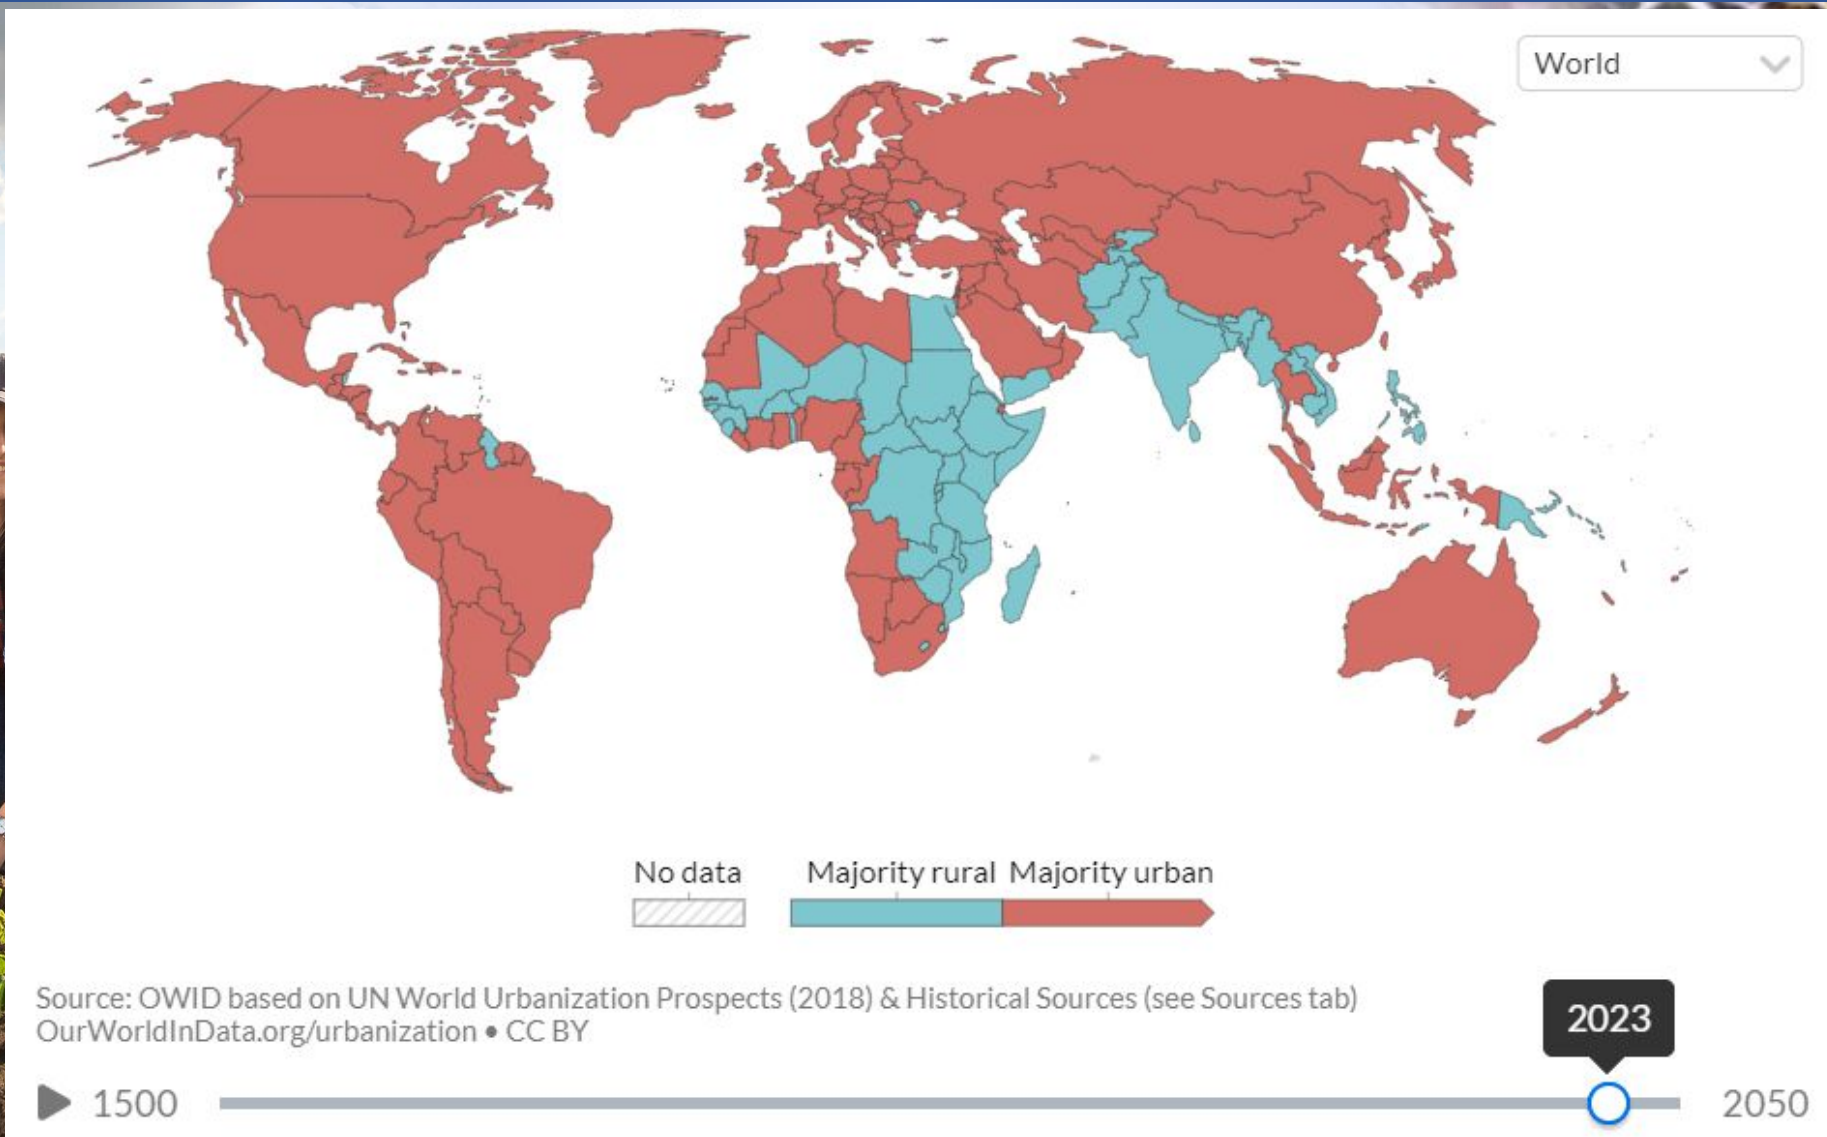 World
No data
Majority rural
Majority urban
Source: OWID based on UN World Urbanization Prospects (2018) & Historical Sources (see Sources tab)
OurWorldInData.org/urbanization • CC BY
2023
1500
2050